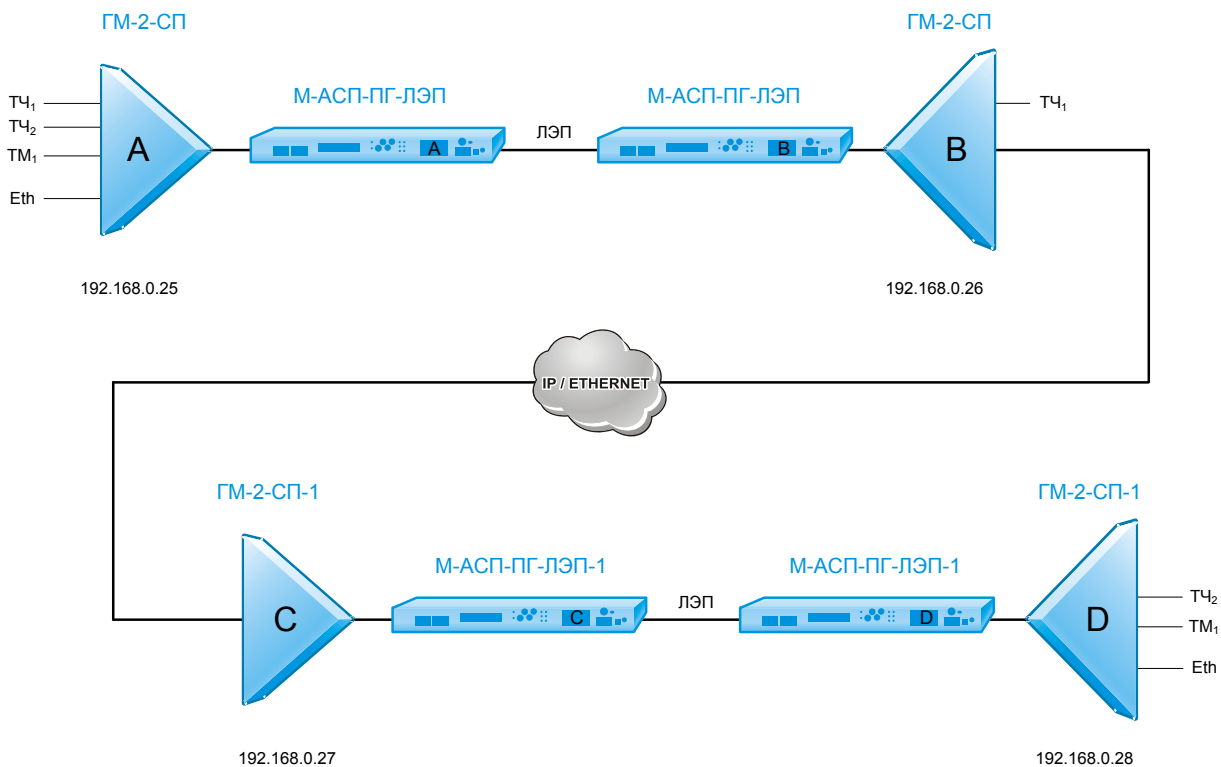 ГМ-2-СП
ГМ-2-СП
М-АСП-ПГ-ЛЭП
М-АСП-ПГ-ЛЭП
ТЧ₁
ТЧ₂
ТМ₁
Eth
A
A
ЛЭП
B
B
ТЧ₁
192.168.0.25
192.168.0.26
IP / ETHERNET
ГМ-2-СП-1
ГМ-2-СП-1
М-АСП-ПГ-ЛЭП-1
М-АСП-ПГ-ЛЭП-1
C
C
ЛЭП
D
D
ТЧ₂
ТМ₁
Eth
192.168.0.27
192.168.0.28